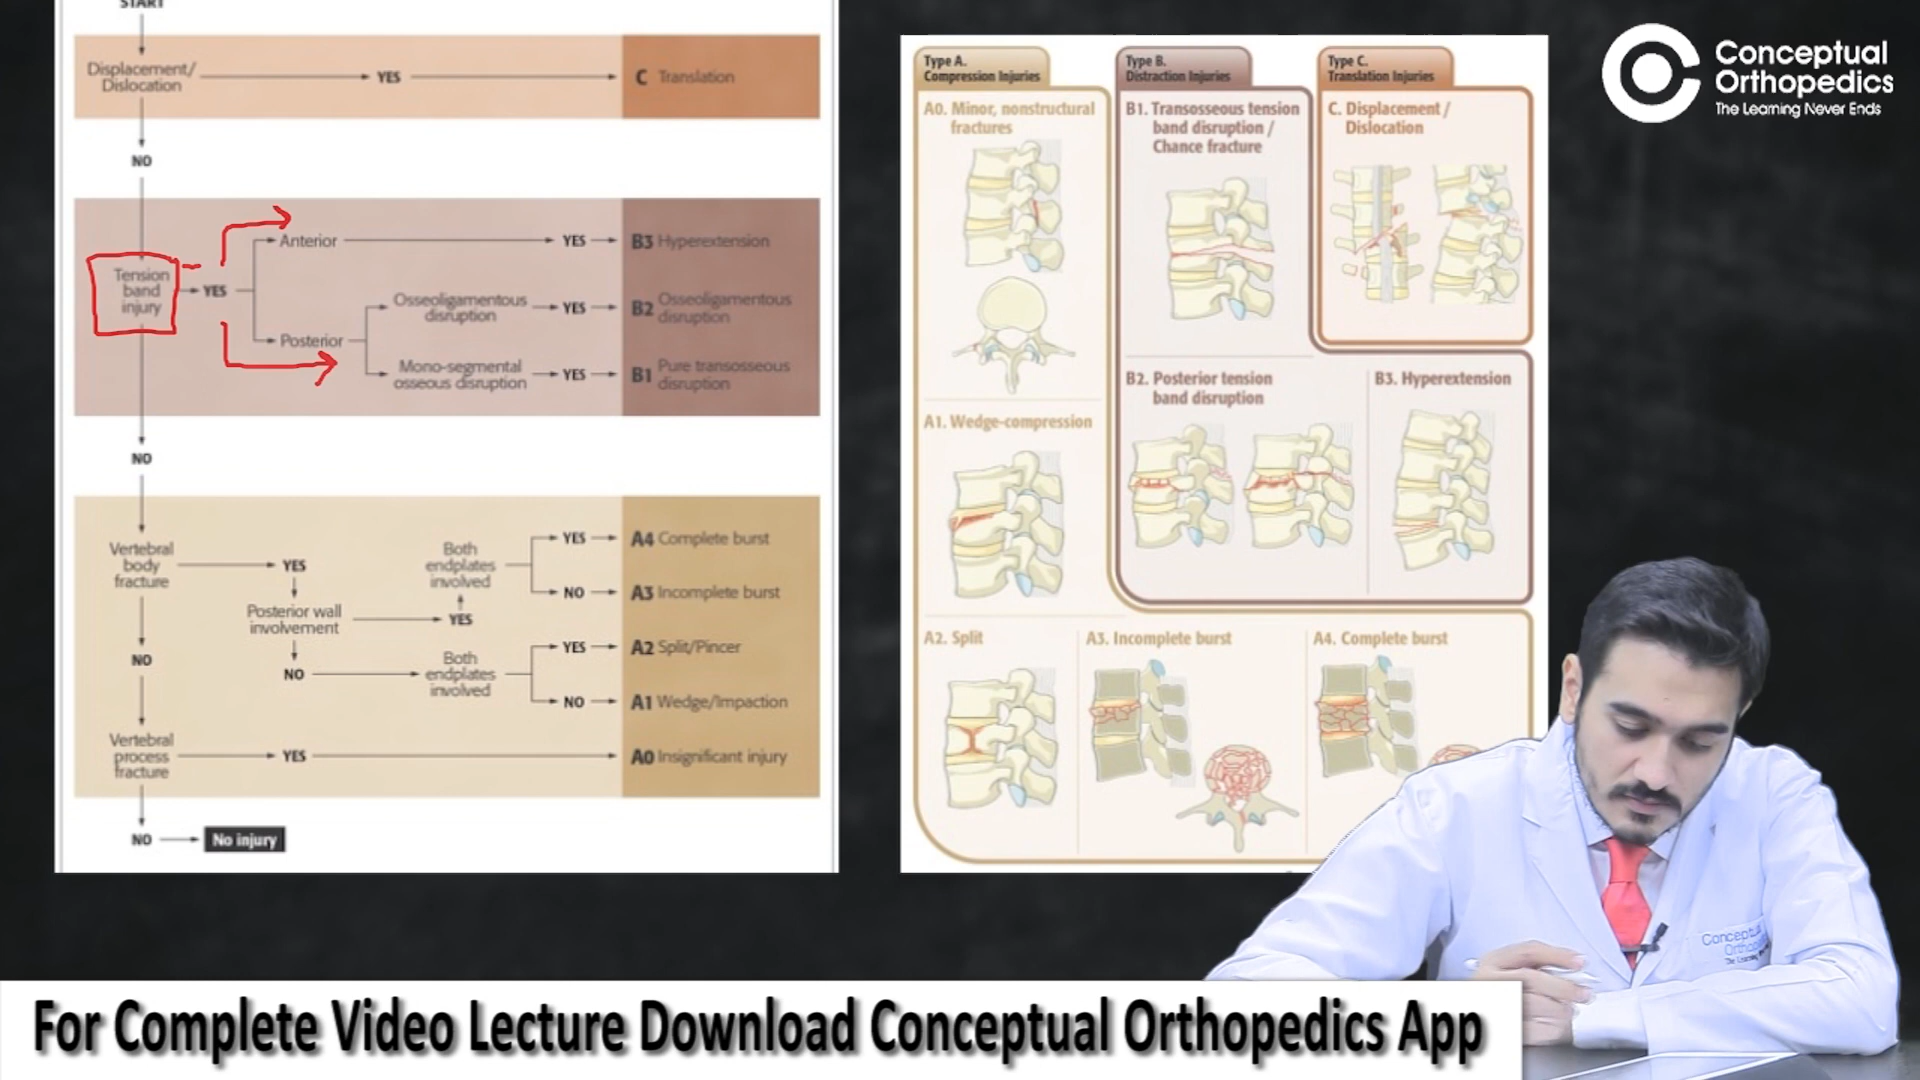 START
Displacement/
Dislocation
YES
C Translation
NO
Tension
band
injury
YES
Anterior
YES
B3 Hyperextension
Posterior
Osseoligamentous
disruption
YES
B2 Osseoligamentous
disruption
Mono-segmental
osseous disruption
YES
B1 Pure transosseous
disruption
NO
Vertebral
body
fracture
YES
Posterior wall
involvement
YES
Both
endplates
involved
YES
A4 Complete burst
NO
A3 Incomplete burst
NO
Both
endplates
involved
YES
A2 Split/Pincer
NO
A1 Wedge/Impaction
NO
Vertebral
process
fracture
YES
A0 Insignificant injury
NO
No injury
Type A.
Compression Injuries
Type B.
Distraction Injuries
Type C.
Translation Injuries
A0. Minor, nonstructural
fractures
B1. Transosseous tension
band disruption /
Chance fracture
C. Displacement /
Dislocation
A1. Wedge-compression
B2. Posterior tension
band disruption
B3. Hyperextension
A2. Split
A3. Incomplete burst
A4. Complete burst
Conceptual
Orthopedics
The Learning Never Ends
For Complete Video Lecture Download Conceptual Orthopedics App